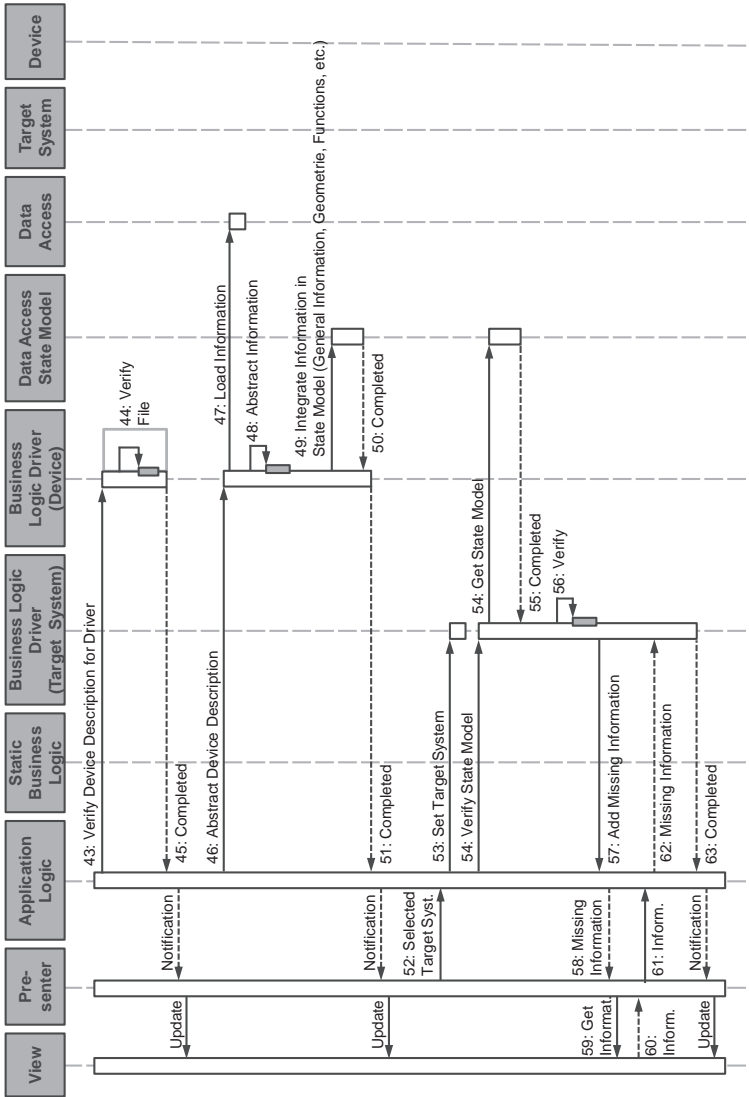 View
Pre-
senter
Application
Logic
Static
Business
Logic
Business Logic
Driver
(Target System)
Business
Logic Driver
(Device)
Data Access
State Model
Data
Access
Target
System
Device
43: Verify Device Description for Driver
44: Verify
File
45: Completed
Notification
Update
46: Abstract Device Description
47: Load Information
48: Abstract Information
49: Integrate Information in
State Model (General Information, Geometrie, Functions, etc.)
50: Completed
51: Completed
Notification
Update
52: Selected
Target Syst.
53: Set Target System
54: Verify State Model
54: Get State Model
55: Completed
56: Verify
57: Add Missing Information
58: Missing
Information
59: Get
Informat.
60:
Inform.
61: Inform.
62: Missing Information
63: Completed
Notification
Update